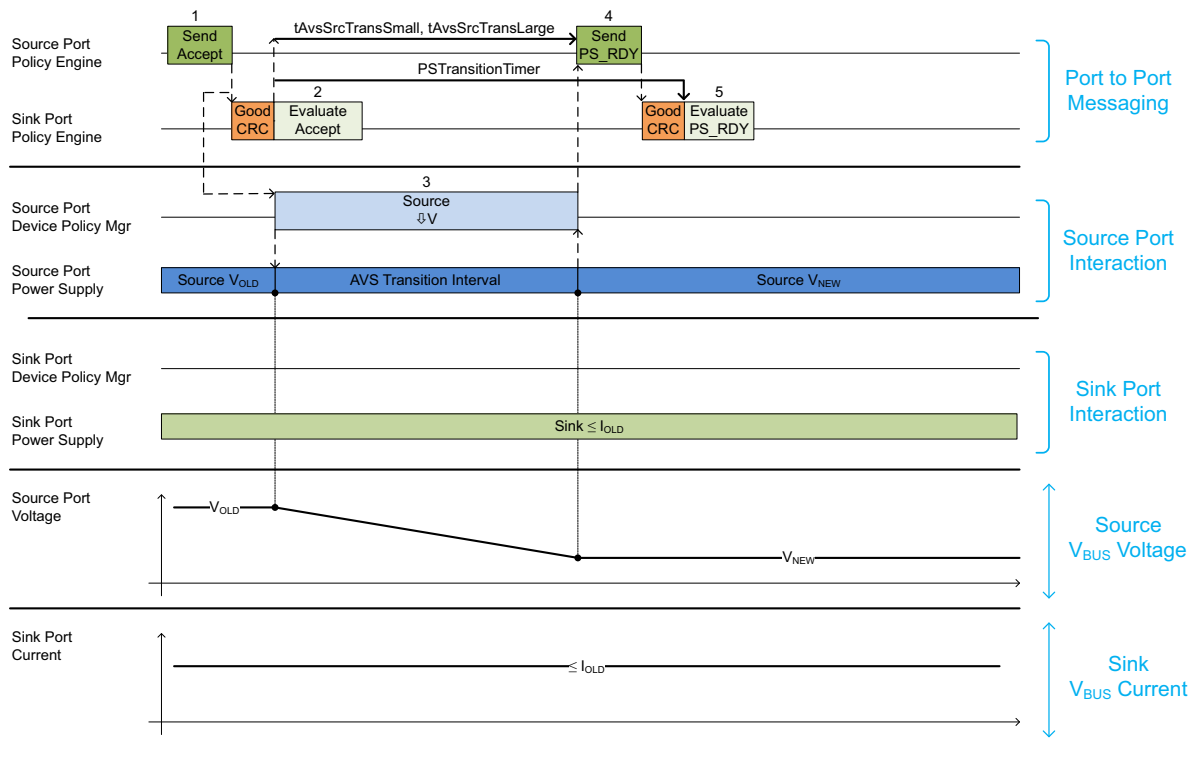 1
4
Send
Accept
tAvsSrcTransSmall, tAvsSrcTransLarge
Send
PS_RDY
Source Port
Policy Engine
PSTransitionTimer
2
5
Good
CRC
Evaluate
Accept
Good
CRC
Evaluate
PS_RDY
Sink Port
Policy Engine
Port to Port
Messaging
3
Source
⇩V
Source Port
Device Policy Mgr
Source Port
Power Supply
Source VOLD
AVS Transition Interval
Source VNEW
Source Port
Interaction
Sink Port
Device Policy Mgr
Sink Port
Power Supply
Sink ≤ IOLD
Sink Port
Interaction
Source Port
Voltage
VOLD
VNEW
Source
VBUS Voltage
Sink Port
Current
≤ IOLD
Sink
VBUS Current